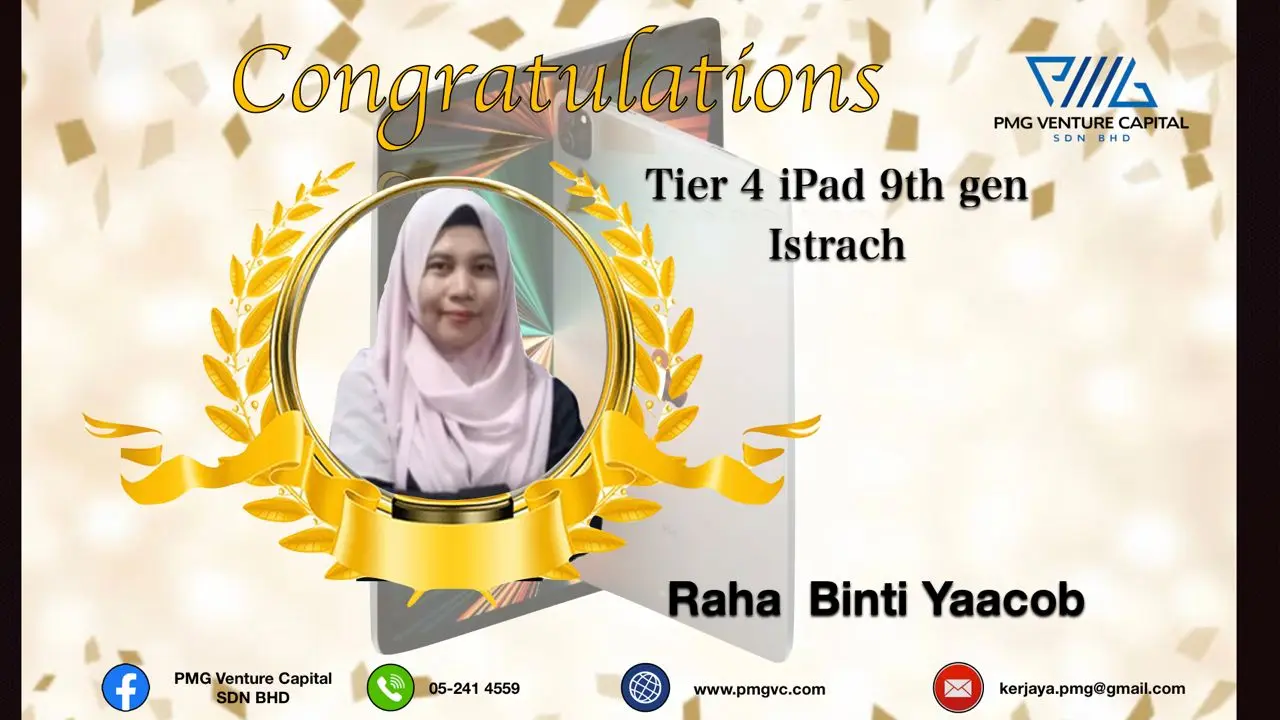 Congratulations
PMG VENTURE CAPITAL
SDN BHD
Tier 4 iPad 9th gen
Istrach
Raha Binti Yaacob
PMG Venture Capital
SDN BHD
05-241 4559
www.pmgvc.com
kerjaya.pmg@gmail.com